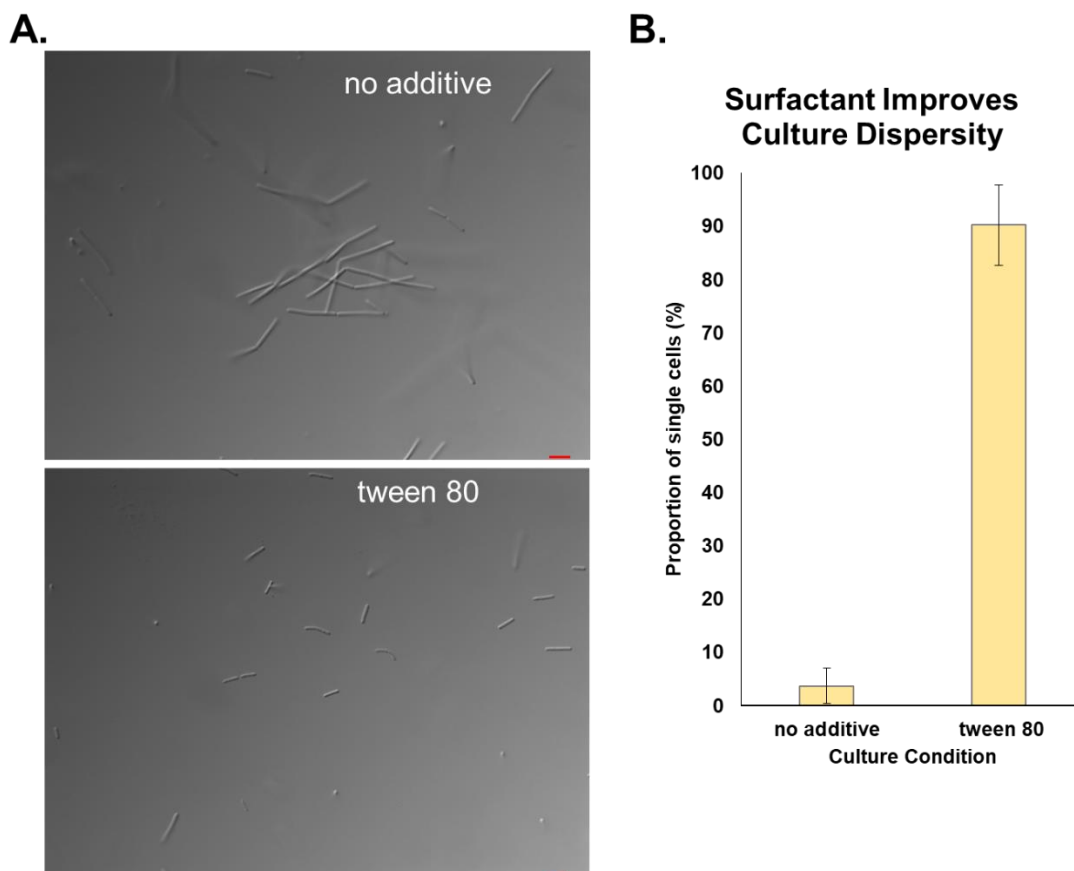 A.
no additive
tween 80
B.
Surfactant Improves
Culture Dispersity
100
90
80
70
60
50
40
30
20
10
0
Proportion of single cells (%)
no additive
tween 80
Culture Condition